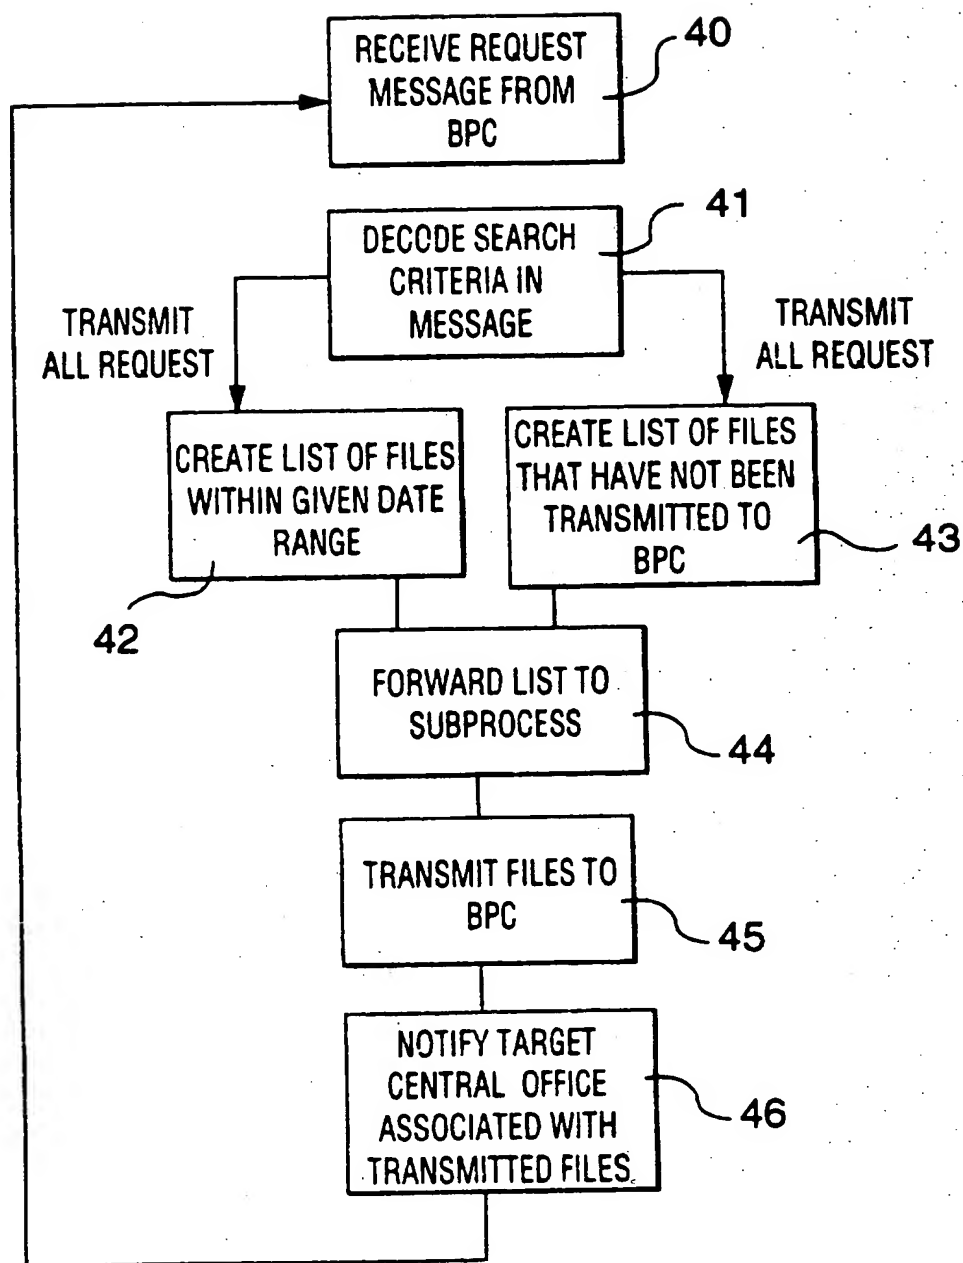 RECEIVE REQUEST
MESSAGE FROM
BPC
40
DECODE SEARCH
CRITERIA IN
MESSAGE
41
TRANSMIT
ALL REQUEST
TRANSMIT
ALL REQUEST
CREATE LIST OF FILES
WITHIN GIVEN DATE
RANGE
42
CREATE LIST OF FILES
THAT HAVE NOT BEEN
TRANSMITTED TO
BPC
43
FORWARD LIST TO
SUBPROCESS
44
TRANSMIT FILES TO
BPC
45
NOTIFY TARGET
CENTRAL OFFICE
ASSOCIATED WITH
TRANSMITTED FILES
46